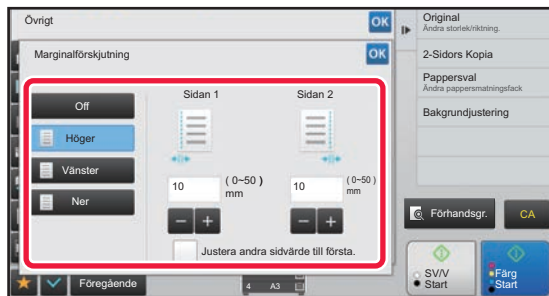 Övrigt
OK
Marginalförskjutning
OK
Off
Höger
Vänster
Ner
Sidan 1
Sidan 2
10
( 0~50 )
mm
10
( 0~50 )
mm
− +
− +
Justera andra sidvärde till första.
Föregående
4 A3
Original
Ändra storlek/riktning.
2-Sidors Kopia
Pappersval
Ändra pappersmatningsfack
Bakgrundjustering
Förhandsgr.
CA
SV/V
Start
Färg
Start